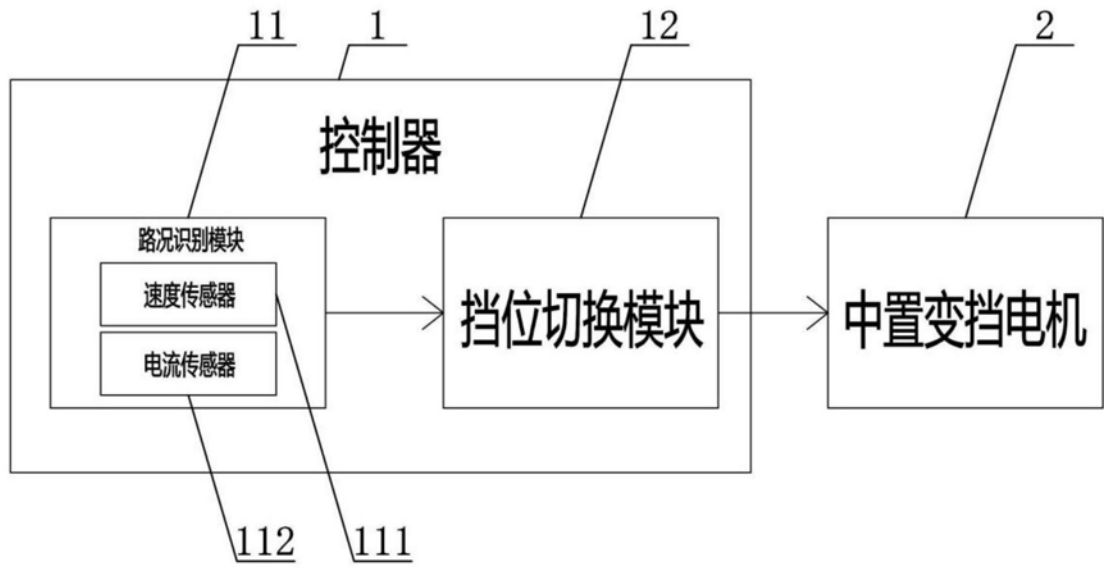 11
1
12
2
控制器
路况识别模块
速度传感器
电流传感器
挡位切换模块
中置变挡电机
112
111